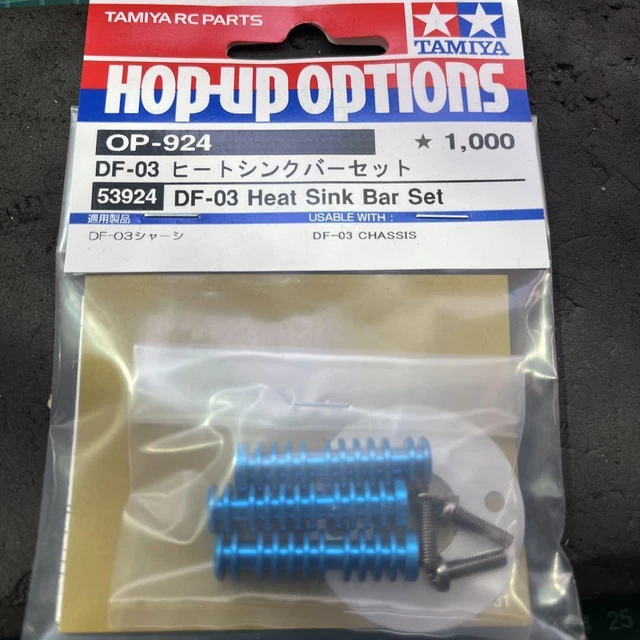 TAMIYA RC PARTS
TAMIYA
HOP-UP OPTIONS
OP-924
★ 1,000
DF-03 ヒートシンクバーセット
53924 DF-03 Heat Sink Bar Set
適用製品
USABLE WITH :
DF-03シャーシ
DF-03 CHASSIS
25